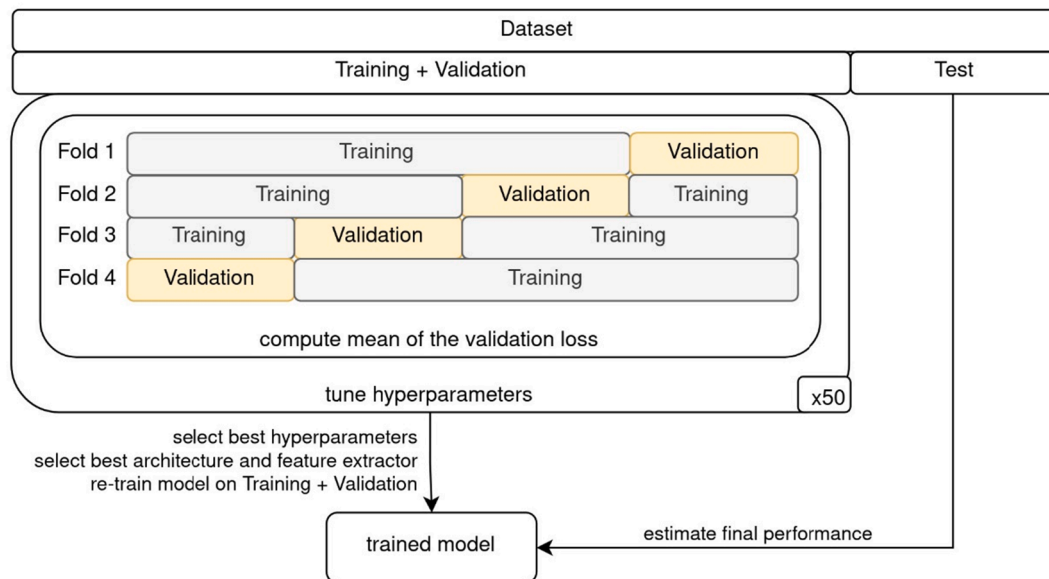 Dataset
Training + Validation
Test
Fold 1 Training Validation
Fold 2 Training Validation Training
Fold 3 Training Validation Training
Fold 4 Validation Training
compute mean of the validation loss
tune hyperparameters
x50
select best hyperparameters
select best architecture and feature extractor
re-train model on Training + Validation
trained model
estimate final performance